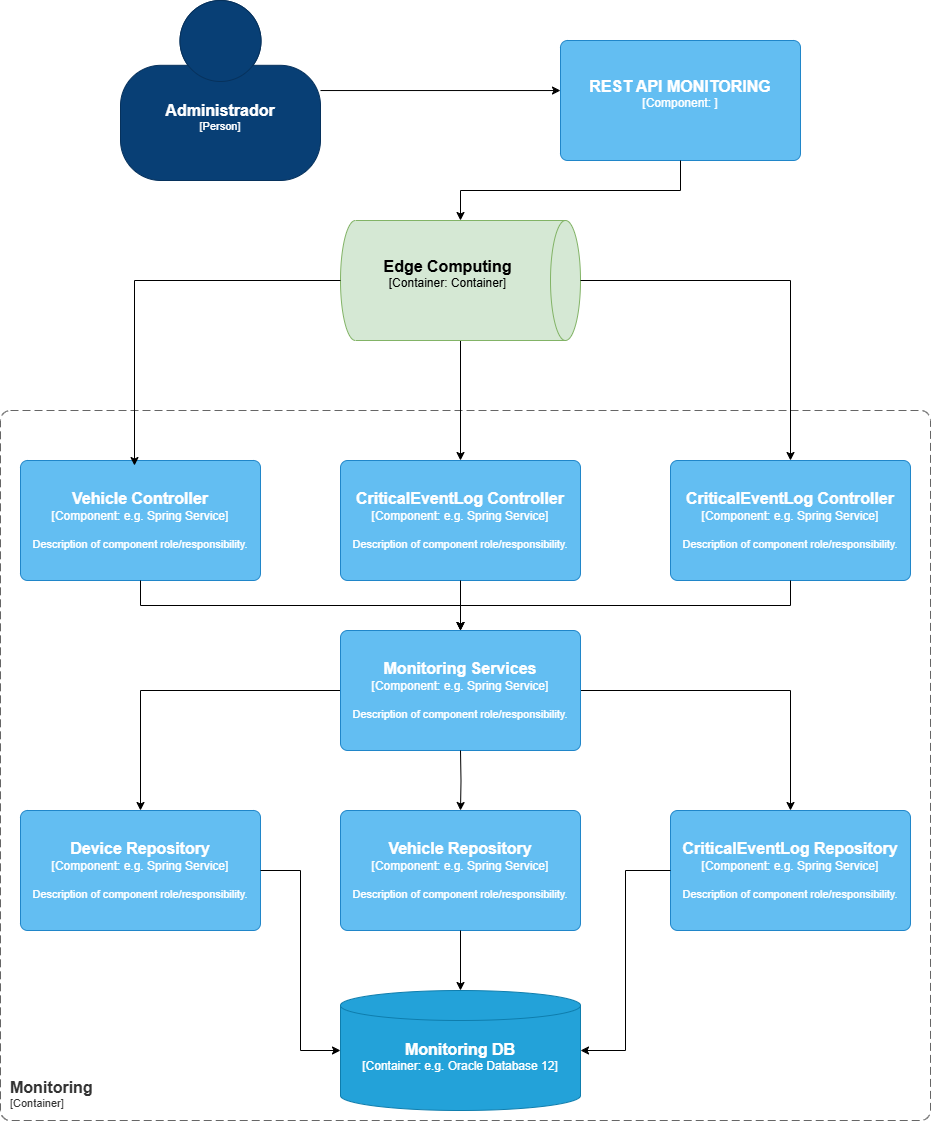 Administrador
[Person]
REST API MONITORING
[Component: ]
Edge Computing
[Container: Container]
Vehicle Controller
[Component: e.g. Spring Service]
Description of component role/responsibility.
CriticalEventLog Controller
[Component: e.g. Spring Service]
Description of component role/responsibility.
CriticalEventLog Controller
[Component: e.g. Spring Service]
Description of component role/responsibility.
Monitoring Services
[Component: e.g. Spring Service]
Description of component role/responsibility.
Device Repository
[Component: e.g. Spring Service]
Description of component role/responsibility.
Vehicle Repository
[Component: e.g. Spring Service]
Description of component role/responsibility.
CriticalEventLog Repository
[Component: e.g. Spring Service]
Description of component role/responsibility.
Monitoring DB
[Container: e.g. Oracle Database 12]
Monitoring
[Container]